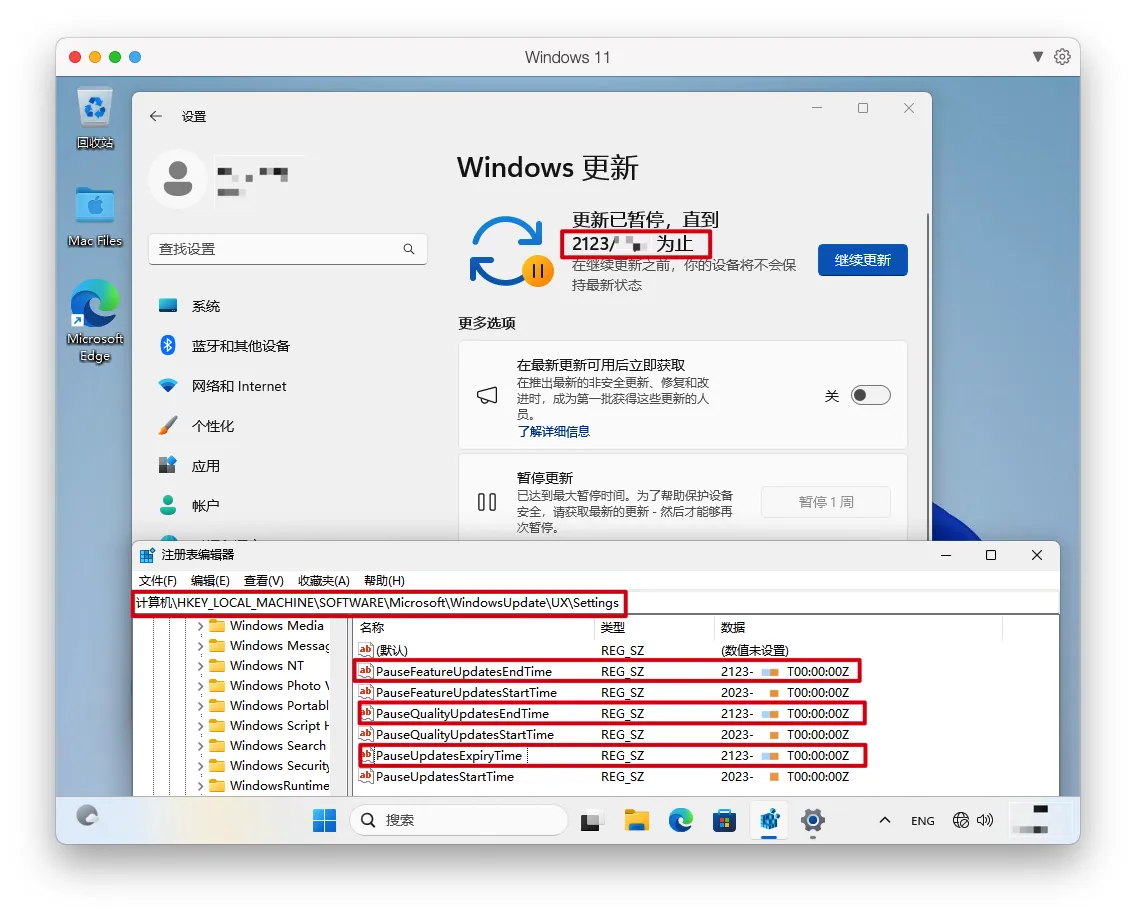 Windows 11
回收站
Mac Files
Microsoft
Edge
设置
查找设置
系统
蓝牙和其他设备
网络和 Internet
个性化
应用
帐户
Windows 更新
更新已暂停，直到
2123/ 为止
在继续更新之前，你的设备将不会保
持最新状态
继续更新
更多选项
在最新更新可用后立即获取
在推出最新的非安全更新、修复和改
进时，成为第一批获得这些更新的人
员。
了解详细信息
关
暂停更新
已达到最大暂停时间。为了帮助保护设备
安全，请获取最新的更新 - 然后才能够再
次暂停。
暂停 1 周
注册表编辑器
文件(F) 编辑(E) 查看(V) 收藏夹(A) 帮助(H)
计算机\HKEY_LOCAL_MACHINE\SOFTWARE\Microsoft\WindowsUpdate\UX\Settings
Windows Media
Windows Messag
Windows NT
Windows Photo V
Windows Portabl
Windows Script H
Windows Search
Windows Security
WindowsRuntime
名称 类型 数据
(默认) REG_SZ (数值未设置)
PauseFeatureUpdatesEndTime REG_SZ 2123- T00:00:00Z
PauseFeatureUpdatesStartTime REG_SZ 2023- T00:00:00Z
PauseQualityUpdatesEndTime REG_SZ 2123- T00:00:00Z
PauseQualityUpdatesStartTime REG_SZ 2023- T00:00:00Z
PauseUpdatesExpiryTime REG_SZ 2123- T00:00:00Z
PauseUpdatesStartTime REG_SZ 2023- T00:00:00Z
搜索
ENG